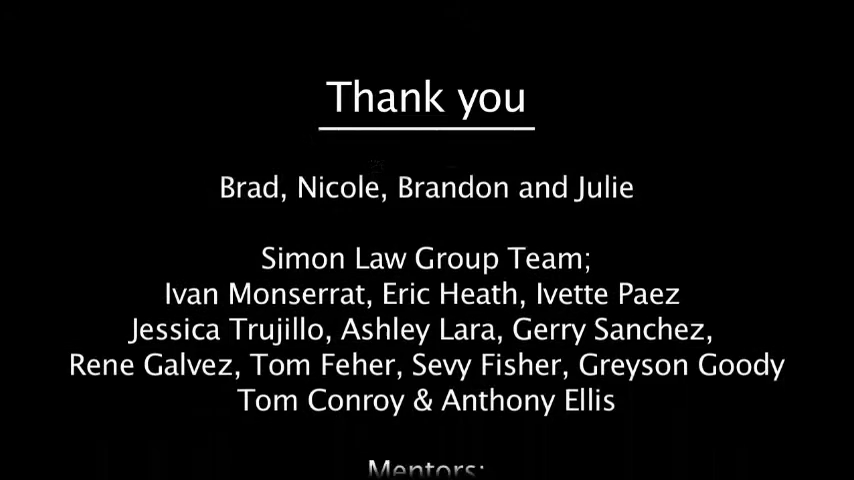 Thank you
Brad, Nicole, Brandon and Julie
Simon Law Group Team;
Ivan Monserrat, Eric Heath, Ivette Paez
Jessica Trujillo, Ashley Lara, Gerry Sanchez,
Rene Galvez, Tom Feher, Sevy Fisher, Greyson Goody
Tom Conroy & Anthony Ellis
Mentors: